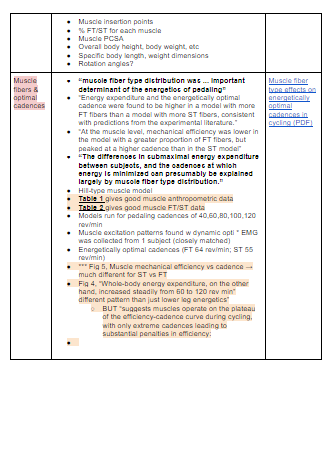 Muscle insertion points
% FT/ST for each muscle
Muscle PCSA
Overall body height, body weight, etc
Specific body length, weight dimensions
Rotation angles?
Muscle
fibers &
optimal
cadences
"muscle fiber type distribution was ... important
determinant of the energetics of pedaling"
"Energy expenditure and the energetically optimal
cadence were found to be higher in a model with more
FT fibers than a model with more ST fibers, consistent
with predictions from the experimental literature."
"At the muscle level, mechanical efficiency was lower in
the model with a greater proportion of FT fibers, but
peaked at a higher cadence than in the ST model"
"The differences in submaximal energy expenditure
between subjects, and the cadences at which
energy is minimized can presumably be explained
largely by muscle fiber type distribution."
Hill-type muscle model
Table 1 gives good muscle anthropometric data
Table 2 gives good muscle FT/ST data
Models run for pedaling cadences of 40,60,80,100,120
rev/min
Muscle excitation patterns found w dynamic opti * EMG
was collected from 1 subject (closely matched)
Energetically optimal cadences (FT 64 rev/min; ST 55
rev/min)
*** Fig 5, Muscle mechanical efficiency vs cadence →
much different for ST vs FT
Fig 4, "Whole-body energy expenditure, on the other
hand, increased steadily from 60 to 120 rev min"
different pattern than just lower leg energetics"
BUT "suggests muscles operate on the plateau
of the efficiency-cadence curve during cycling,
with only extreme cadences leading to
substantial penalties in efficiency;
Muscle fiber
type effects on
energetically
optimal
cadences in
cycling (PDF)